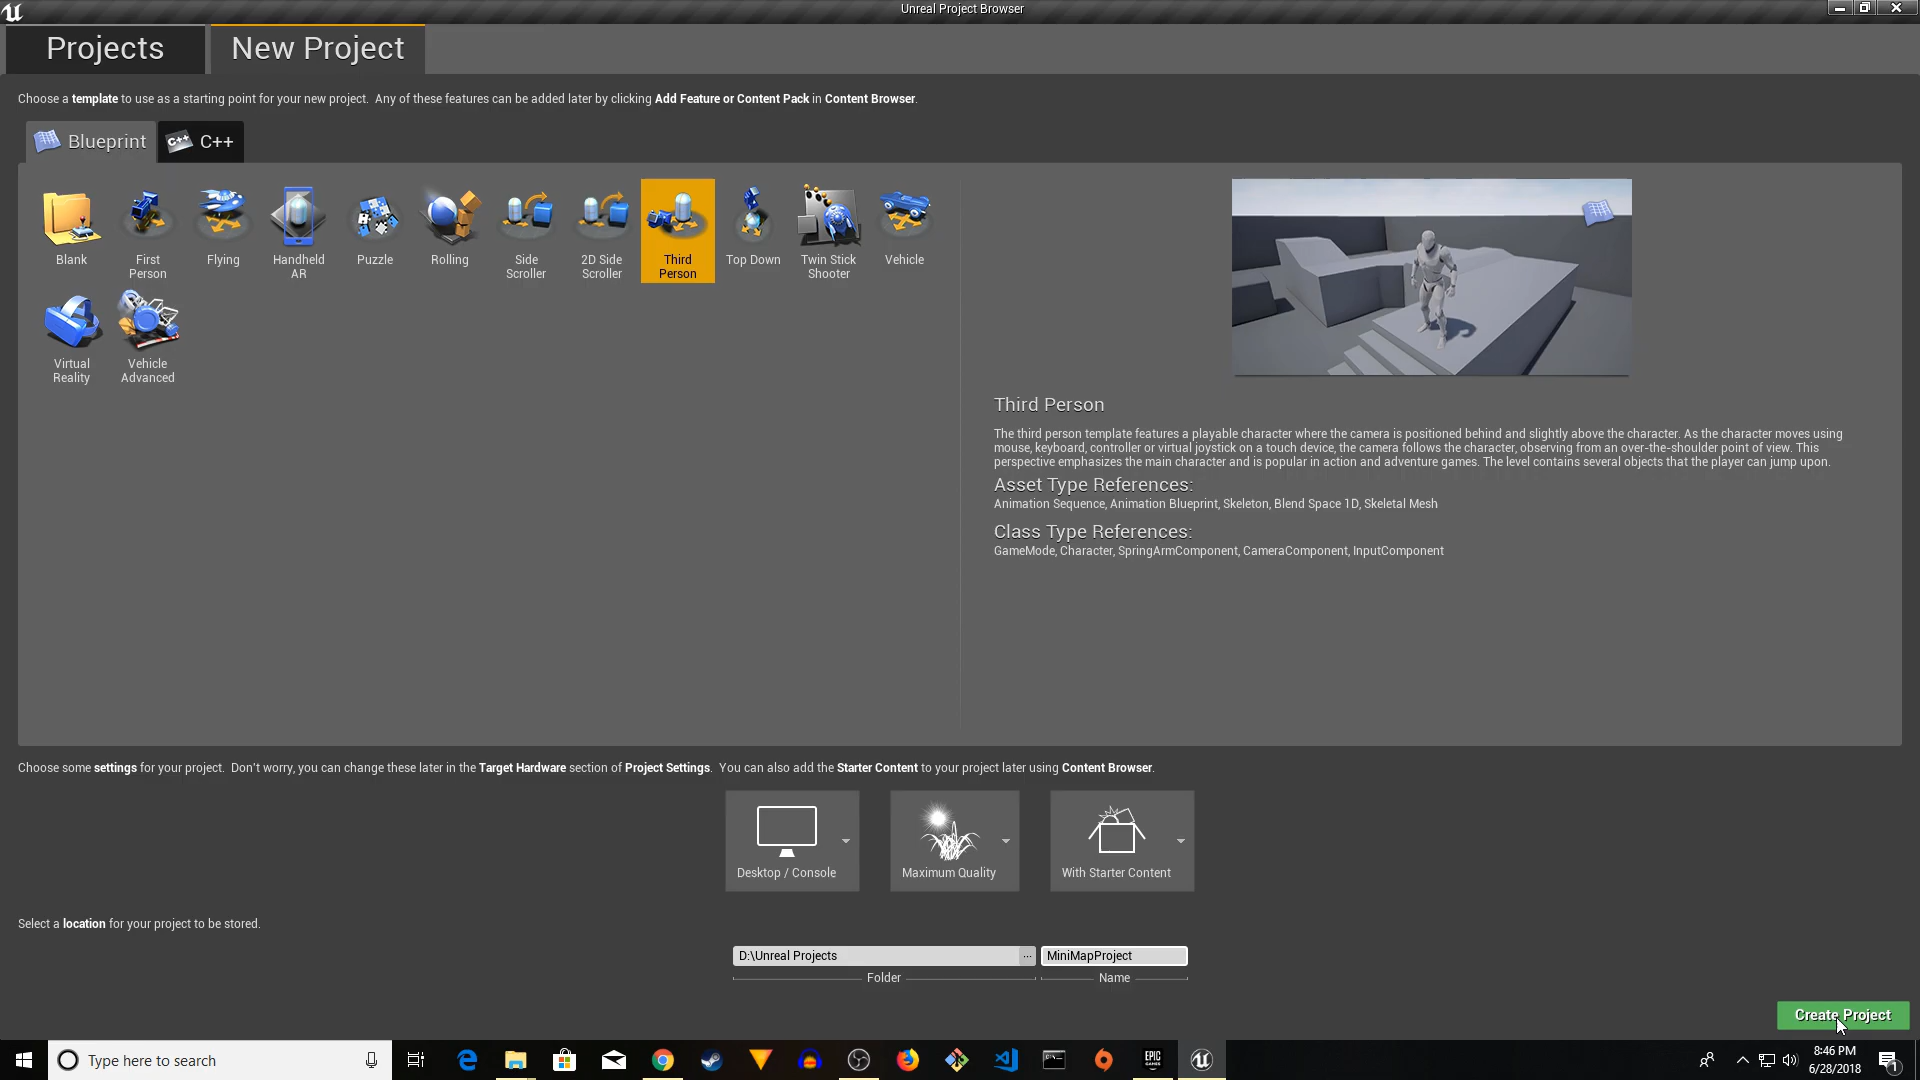 Unreal Project Browser
Projects
New Project
Choose a template to use as a starting point for your new project. Any of these features can be added later by clicking Add Feature or Content Pack in Content Browser.
Blueprint
C++
C++
Blank
First
Person
Flying
Handheld
AR
Puzzle
Rolling
Side
Scroller
2D Side
Scroller
Third
Person
Top Down
Twin Stick
Shooter
Vehicle
Virtual
Reality
Vehicle
Advanced
Third Person
The third person template features a playable character where the camera is positioned behind and slightly above the character. As the character moves using
mouse, keyboard, controller or virtual joystick on a touch device, the camera follows the character, observing from an over-the-shoulder point of view. This
perspective emphasizes the main character and is popular in action and adventure games. The level contains several objects that the player can jump upon.
Asset Type References:
Animation Sequence, Animation Blueprint, Skeleton, Blend Space 1D, Skeletal Mesh
Class Type References:
GameMode, Character, SpringArmComponent, CameraComponent, InputComponent
Choose some settings for your project. Don't worry, you can change these later in the Target Hardware section of Project Settings. You can also add the Starter Content to your project later using Content Browser.
Desktop / Console
Maximum Quality
With Starter Content
Select a location for your project to be stored.
D:\Unreal Projects
...
MiniMapProject
Folder
Name
Create Project
Type here to search
EPIC
GAMES
8:46 PM
6/28/2018
1